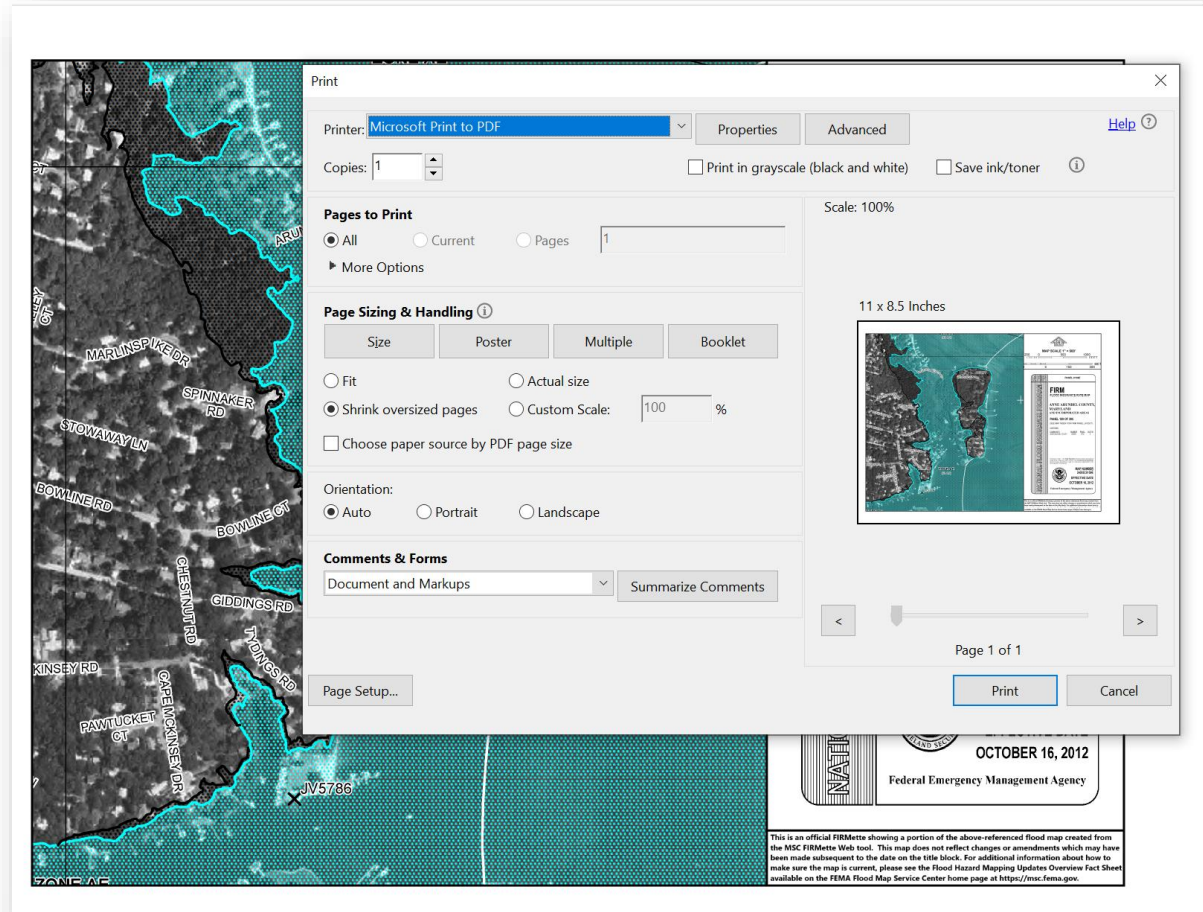 Print
Printer: Microsoft Print to PDF
Properties
Advanced
Help
Copies: 1
Print in grayscale (black and white)
Save ink/toner
Pages to Print
All
Current
Pages
1
More Options
Scale: 100%
11 x 8.5 Inches
Page Sizing & Handling
Size
Poster
Multiple
Booklet
Fit
Actual size
Shrink oversized pages
Custom Scale:
100
%
Choose paper source by PDF page size
Orientation:
Auto
Portrait
Landscape
Comments & Forms
Document and Markups
Summarize Comments
<
>
Page 1 of 1
Page Setup...
Print
Cancel
FIRM
CT
MARLINSPIKE DR
SPINNAKER
RD
STOWAWAY LN
BOWLINE RD
BOWLINE CT
CHESTNUT RD
GIDDINGS RD
TYDINGS RD
KINSEY RD
CAPE MCKINSEY DR
PAWTUCKET
CT
JV5786
ZONE AE
NATI
OCTOBER 16, 2012
Federal Emergency Management Agency
This is an official FIRMette showing a portion of the above-referenced flood map created from
the MSC FIRMette Web tool. This map does not reflect changes or amendments which may have
been made subsequent to the date on the title block. For additional information about how to
make sure the map is current, please see the Flood Hazard Mapping Updates Overview Fact Sheet
available on the FEMA Flood Map Service Center home page at https://msc.fema.gov.